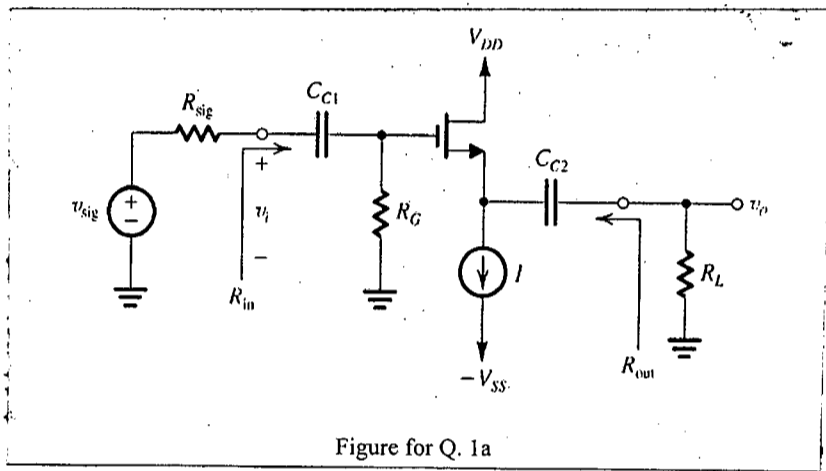 V_DD
C_C1
R_sig
C_C2
+
+
−
v_sig
v_i
R_G
v_o
−
I
R_L
R_in
−V_SS
R_out
Figure for Q. 1a